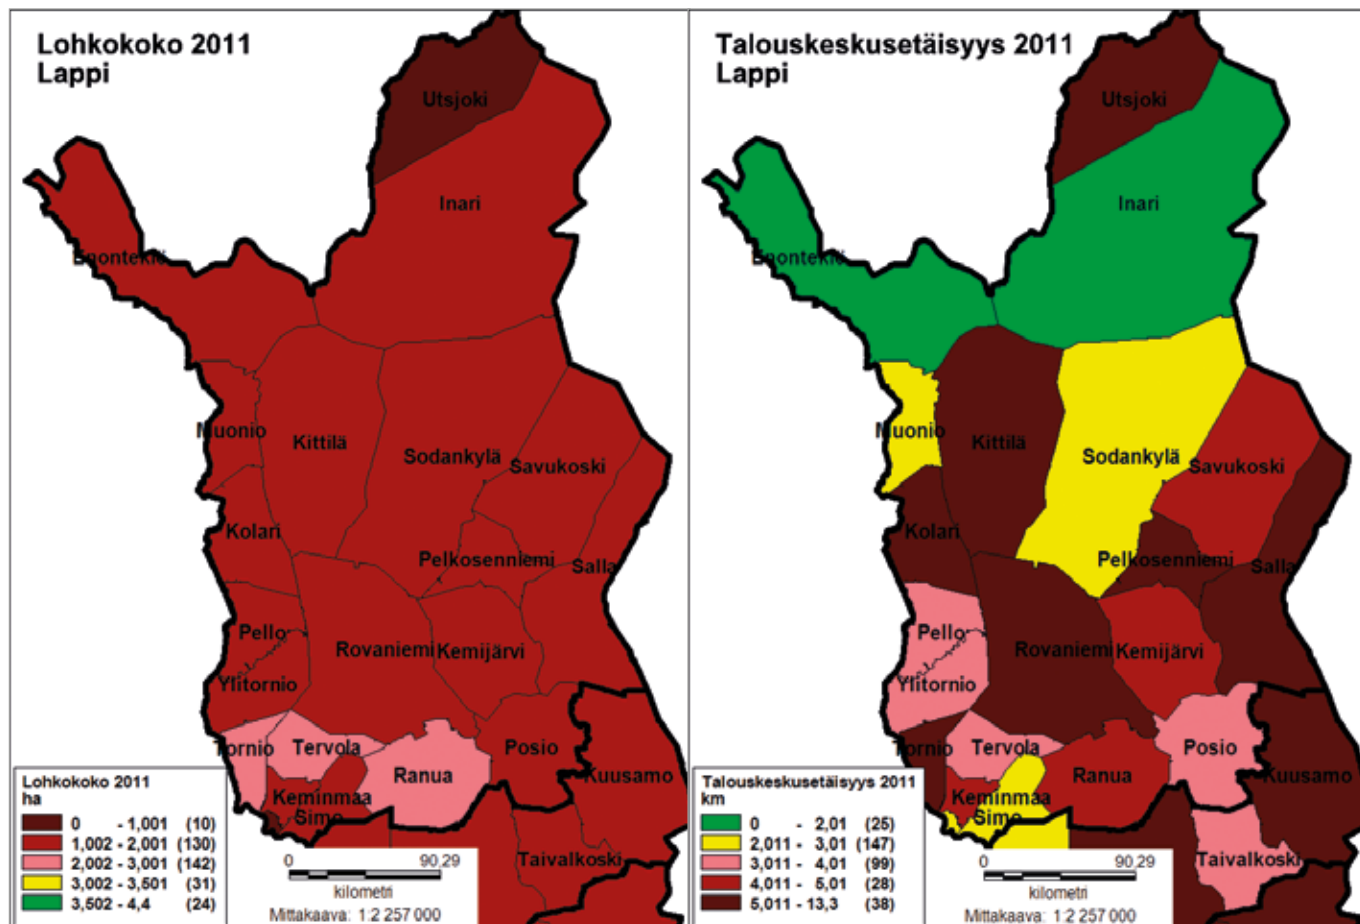 Lohkokoko 2011
Lappi
Utsjoki
Inari
Enontekiö
Muonio
Kittilä
Sodankylä
Savukoski
Kolari
Pelkosenniemi
Salla
Pello
Rovaniemi
Kemijärvi
Ylitornio
Tornio
Tervola
Ranua
Posio
Kuusamo
Keminmaa
Simo
Taivalkoski
Lohkokoko 2011
ha
0 - 1,001 (10)
1,002 - 2,001 (130)
2,002 - 3,001 (142)
3,002 - 3,501 (31)
3,502 - 4,4 (24)
0 90,29
kilometri
Mittakaava: 1:2 257 000
Talouskeskusetäisyys 2011
Lappi
Utsjoki
Inari
Enontekiö
Muonio
Kittilä
Sodankylä
Savukoski
Kolari
Pelkosenniemi
Salla
Pello
Rovaniemi
Kemijärvi
Ylitornio
Tornio
Tervola
Ranua
Posio
Kuusamo
Keminmaa
Simo
Taivalkoski
Talouskeskusetäisyys 2011
km
0 - 2,01 (25)
2,011 - 3,01 (147)
3,011 - 4,01 (99)
4,011 - 5,01 (28)
5,011 - 13,3 (38)
0 90,29
kilometri
Mittakaava: 1:2 257 000